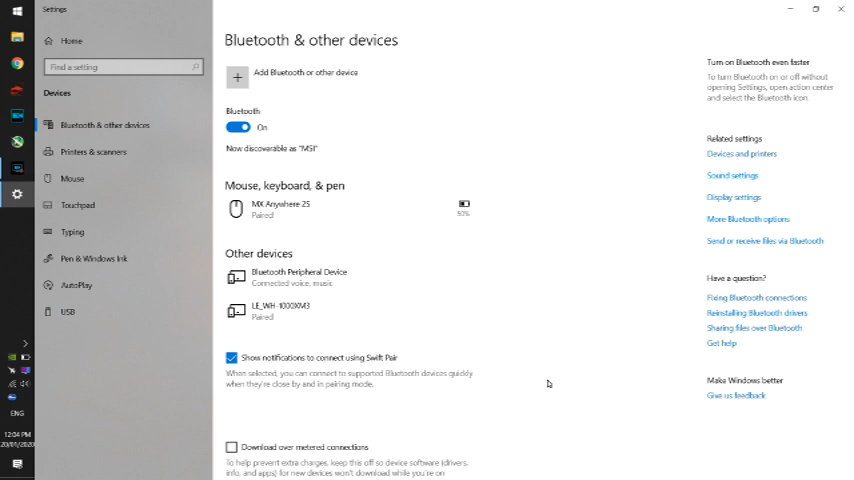 Settings
Home
Find a setting
Devices
Bluetooth & other devices
Printers & scanners
Mouse
Touchpad
Typing
Pen & Windows Ink
AutoPlay
USB
ENG
12:04 PM
20/01/2020
Bluetooth & other devices
Add Bluetooth or other device
Bluetooth
On
Now discoverable as "MSI"
Mouse, keyboard, & pen
MX Anywhere 2S
Paired
50%
Other devices
Bluetooth Peripheral Device
Connected voice, music
LE_WH-1000XM3
Paired
Show notifications to connect using Swift Pair
When selected, you can connect to supported Bluetooth devices quickly
when they're close by and in pairing mode.
Download over metered connections
To help prevent extra charges, keep this off so device software (drivers,
info, and apps) for new devices won't download while you're on
Turn on Bluetooth even faster
To turn Bluetooth on or off without
opening Settings, open action center
and select the Bluetooth icon.
Related settings
Devices and printers
Sound settings
Display settings
More Bluetooth options
Send or receive files via Bluetooth
Have a question?
Fixing Bluetooth connections
Reinstalling Bluetooth drivers
Sharing files over Bluetooth
Get help
Make Windows better
Give us feedback